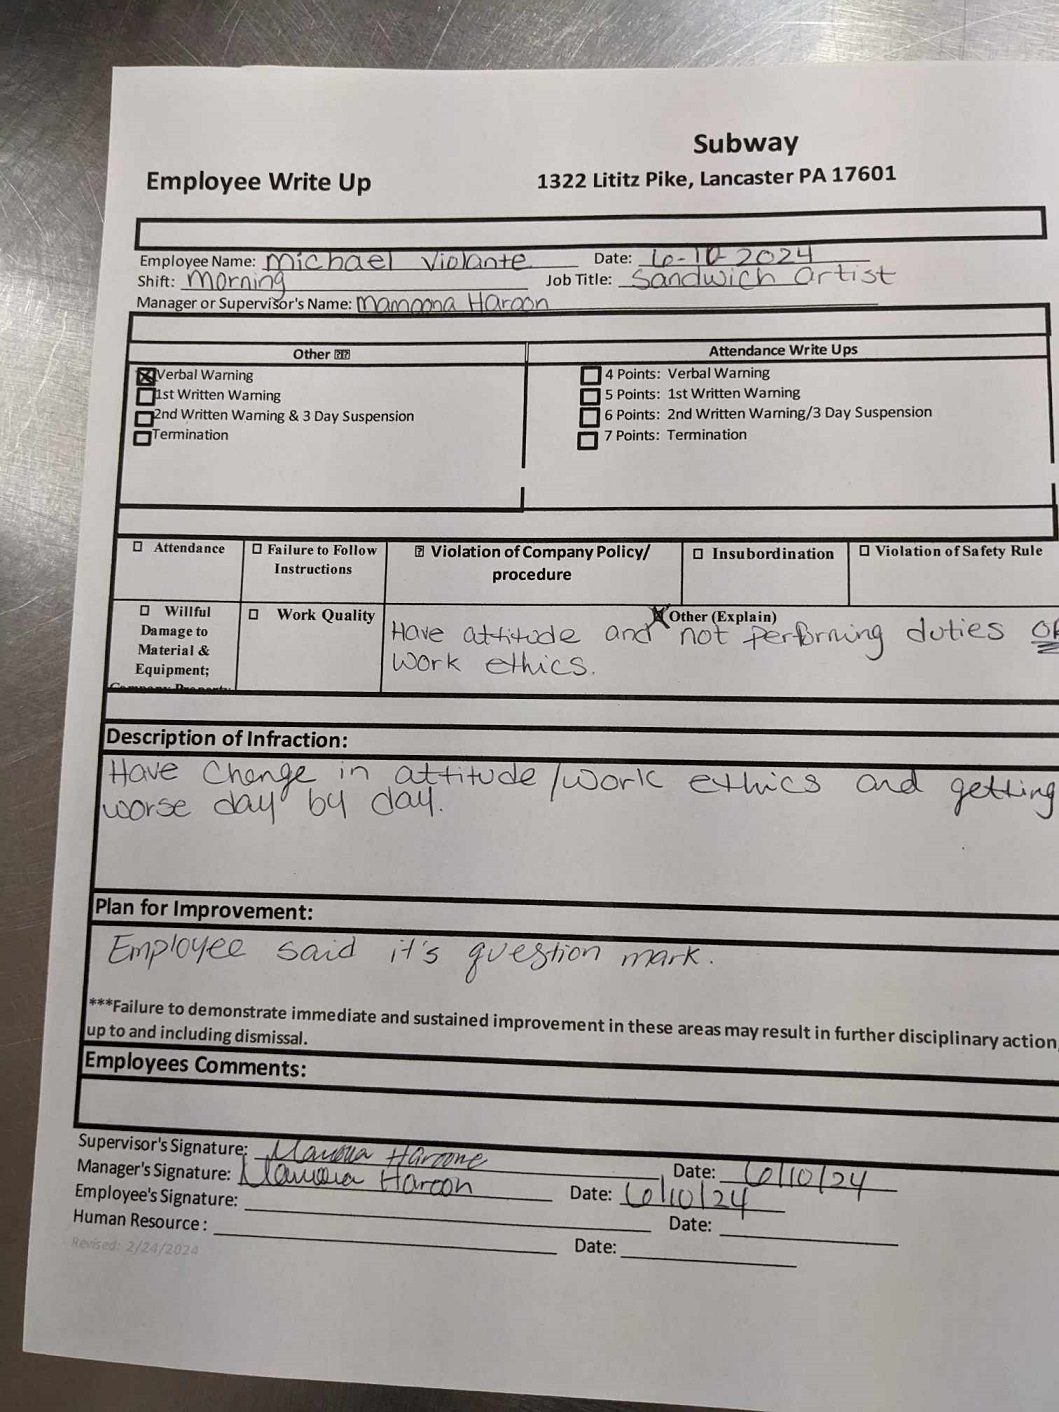 Subway
Employee Write Up
1322 Lititz Pike, Lancaster PA 17601
Employee Name: Michael Violante Date: 6-10-2024
Shift: Morning Job Title: Sandwich artist
Manager or Supervisor's Name: Mamoona Haroon
Other
Attendance Write Ups
Verbal Warning
1st Written Warning
2nd Written Warning & 3 Day Suspension
Termination
4 Points: Verbal Warning
5 Points: 1st Written Warning
6 Points: 2nd Written Warning/3 Day Suspension
7 Points: Termination
Attendance
Failure to Follow
Instructions
Violation of Company Policy/
procedure
Insubordination
Violation of Safety Rule
Willful
Damage to
Material &
Equipment;
Company Property
Work Quality
Other (Explain)
Have attitude and not performing duties or
work ethics.
Description of Infraction:
Have change in attitude/work ethics and getting
worse day by day.
Plan for Improvement:
Employee said it's question mark.
***Failure to demonstrate immediate and sustained improvement in these areas may result in further disciplinary action,
up to and including dismissal.
Employees Comments:
Supervisor's Signature: Date: 6/10/24
Manager's Signature: Haroon Date: 6/10/24
Employee's Signature: Date:
Human Resource : Date:
Revised: 2/24/2024